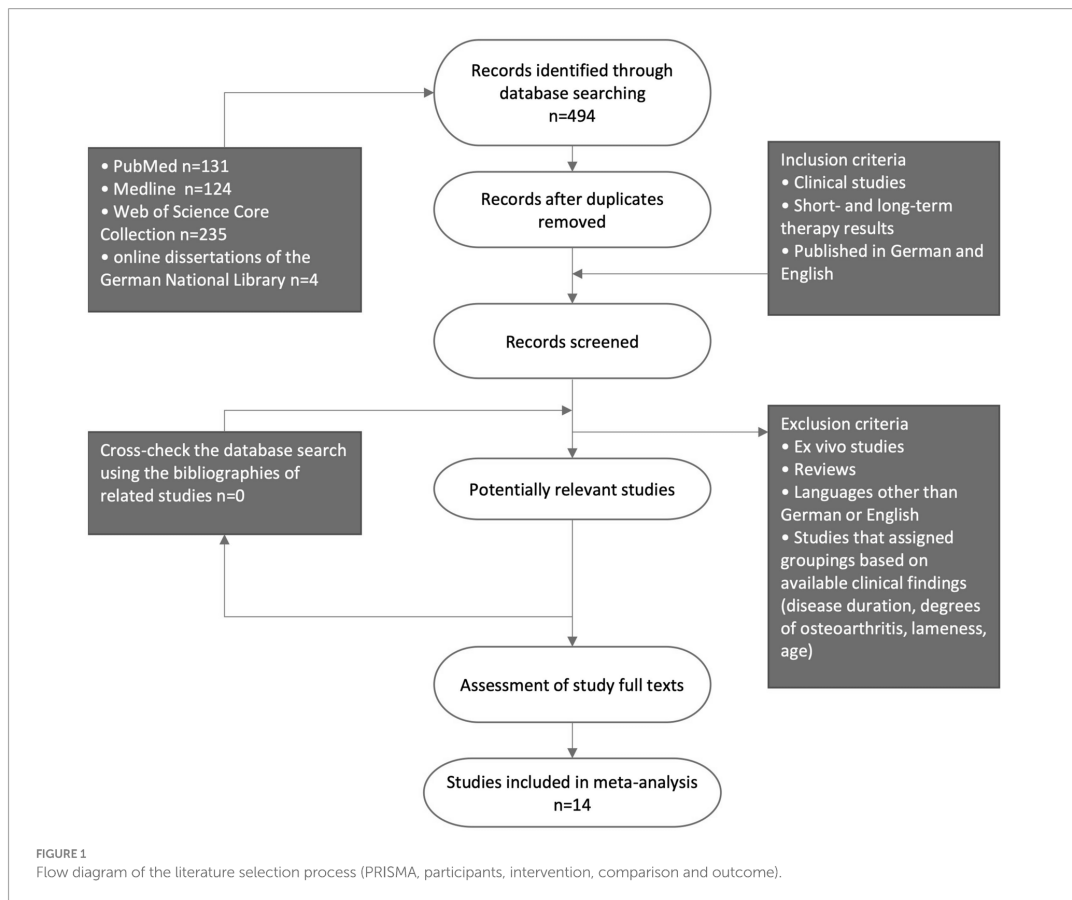 Records identified through
database searching
n=494
• PubMed n=131
• Medline n=124
• Web of Science Core
Collection n=235
• online dissertations of the
German National Library n=4
Records after duplicates
removed
Inclusion criteria
• Clinical studies
• Short- and long-term
therapy results
• Published in German and
English
Records screened
Cross-check the database search
using the bibliographies of
related studies n=0
Potentially relevant studies
Exclusion criteria
• Ex vivo studies
• Reviews
• Languages other than
German or English
• Studies that assigned
groupings based on
available clinical findings
(disease duration, degrees
of osteoarthritis, lameness,
age)
Assessment of study full texts
Studies included in meta-analysis
n=14
FIGURE 1
Flow diagram of the literature selection process (PRISMA, participants, intervention, comparison and outcome).